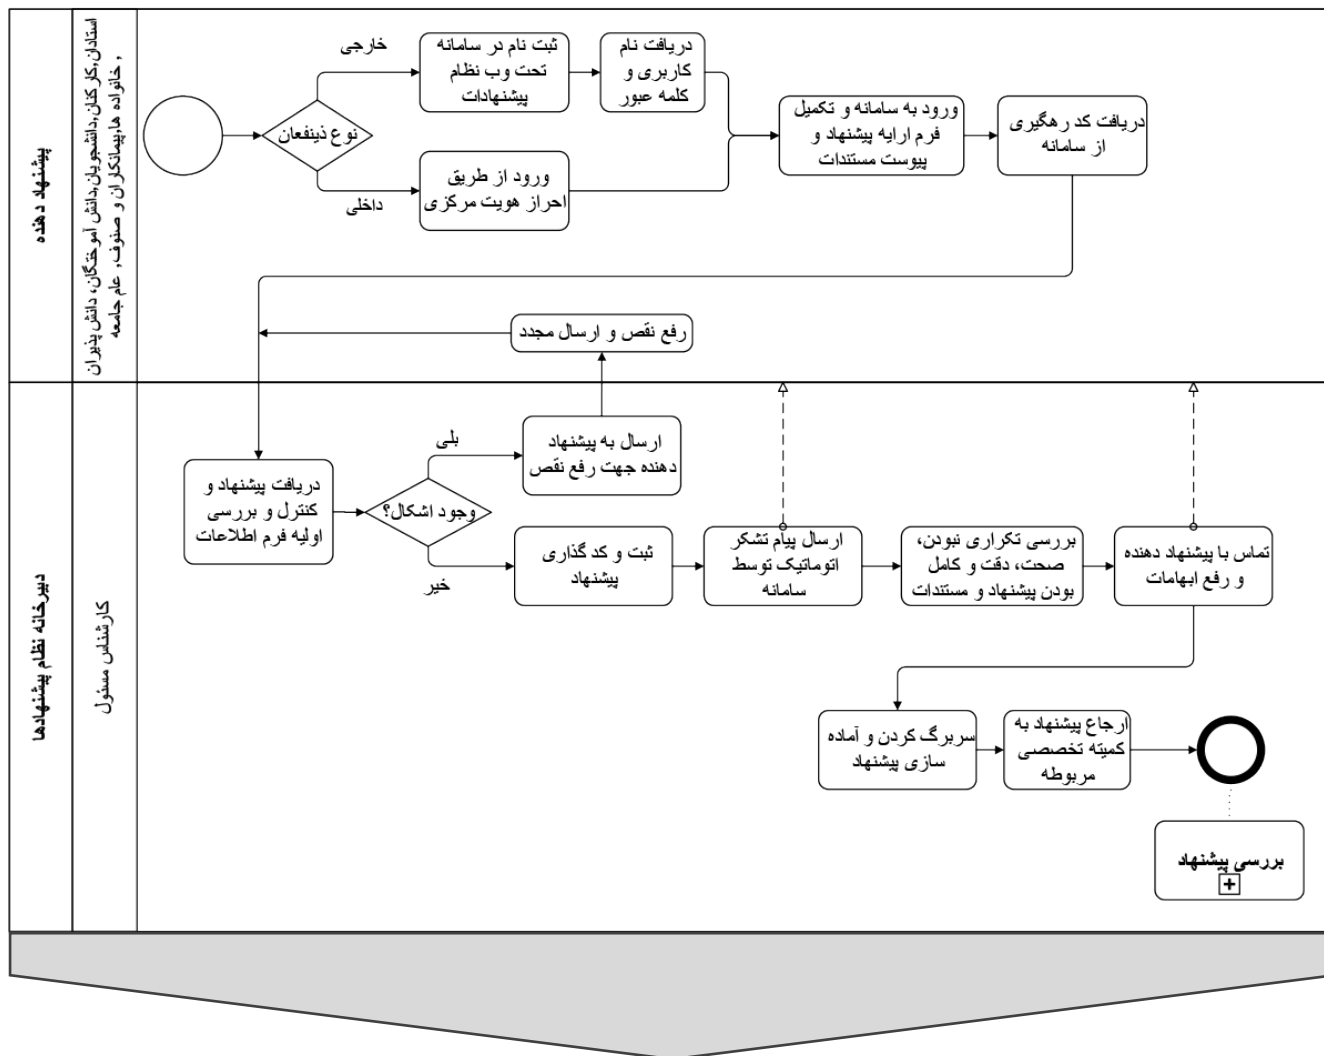 پیشنهاد دهنده
استادان,کارکنان,دانشجویان,دانش آموختگان، دانش پذیران
, خانواده ها,پیمانکاران و صنوف, عام جامعه
نوع ذینفعان
خارجی
داخلی
ثبت نام در سامانه
تحت وب نظام
پیشنهادات
دریافت نام
کاربری و
کلمه عبور
ورود از طریق
احراز هویت مرکزی
ورود به سامانه و تکمیل
فرم ارایه پیشنهاد و
پیوست مستندات
دریافت کد رهگیری
از سامانه
رفع نقص و ارسال مجدد
دبیرخانه نظام پیشنهادها
کارشناس مسئول
دریافت پیشنهاد و
کنترل و بررسی
اولیه فرم اطلاعات
وجود اشکال؟
بلی
خیر
ارسال به پیشنهاد
دهنده جهت رفع نقص
ثبت و کد گذاری
پیشنهاد
ارسال پیام تشکر
اتوماتیک توسط
سامانه
بررسی تکراری نبودن،
صحت، دقت و کامل
بودن پیشنهاد و مستندات
تماس با پیشنهاد دهنده
و رفع ابهامات
سربرگ کردن و آماده
سازی پیشنهاد
ارجاع پیشنهاد به
کمیته تخصصی
مربوطه
بررسی پیشنهاد